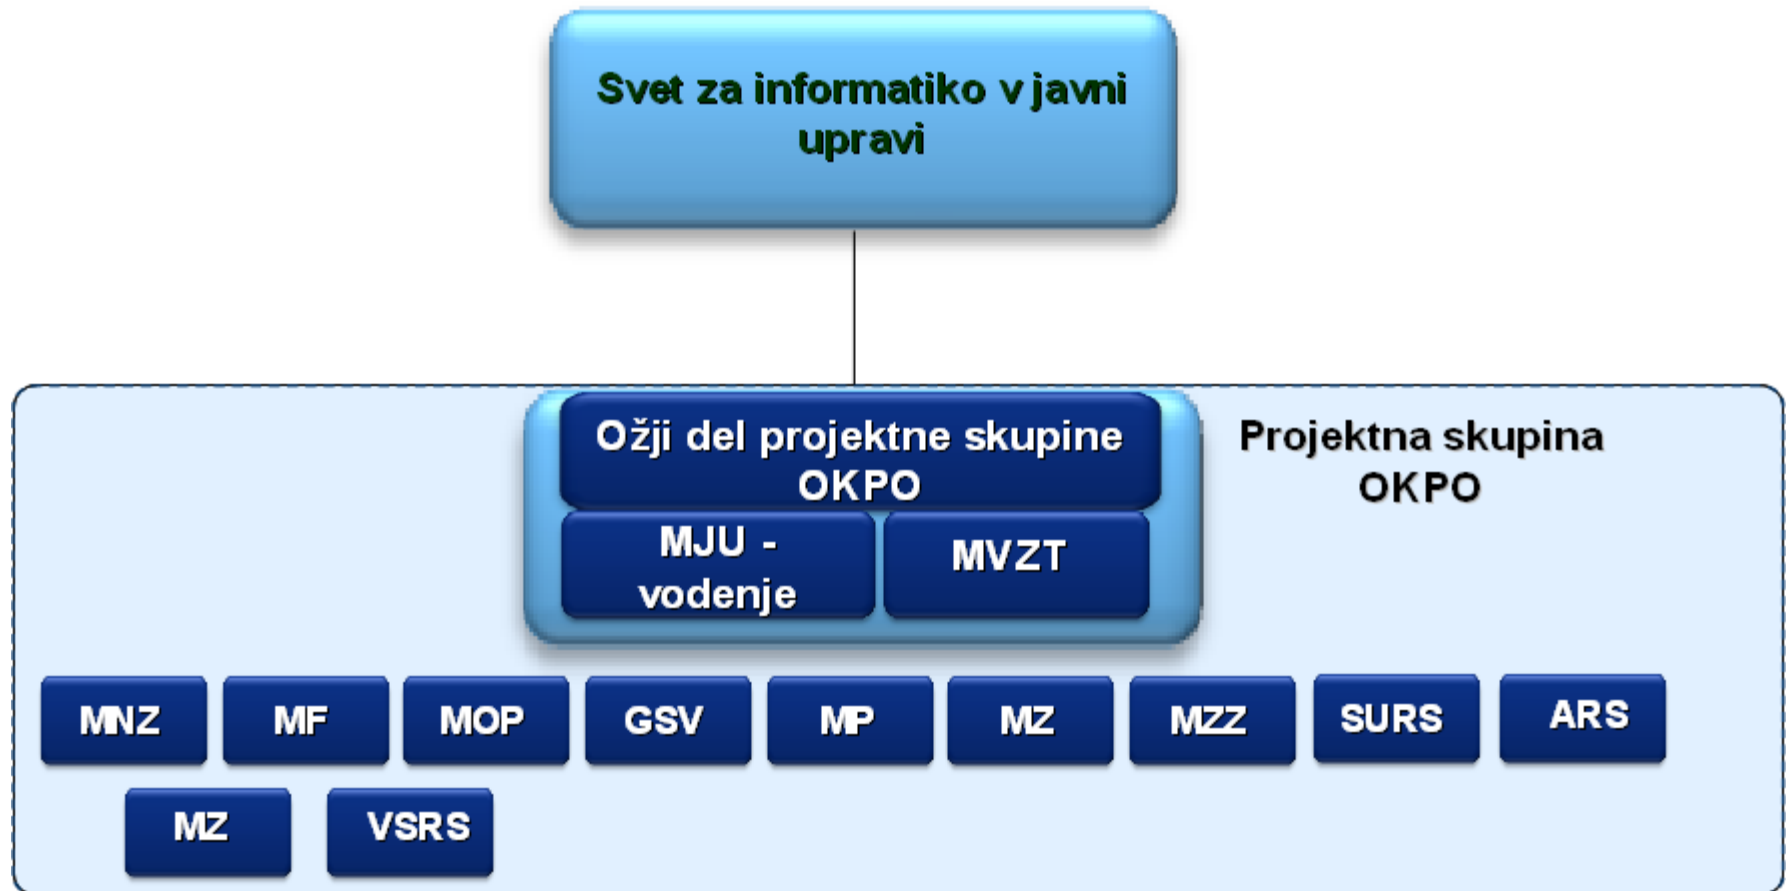 Svet za informatiko v javni
upravi
Ožji del projektne skupine
OKPO
Projektna skupina
OKPO
MJU -
vodenje
MVZT
MNZ
MF
MOP
GSV
MP
MZ
MZZ
SURS
ARS
MZ
VSRS